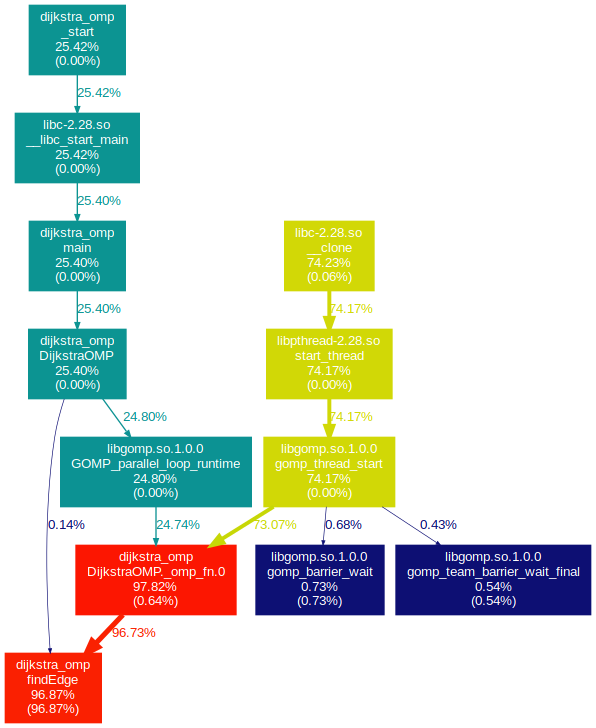 dijkstra_omp
_start
25.42%
(0.00%)
25.42%
libc-2.28.so
__libc_start_main
25.42%
(0.00%)
25.40%
dijkstra_omp
main
25.40%
(0.00%)
libc-2.28.so
__clone
74.23%
(0.06%)
25.40%
74.17%
dijkstra_omp
DijkstraOMP
25.40%
(0.00%)
libpthread-2.28.so
start_thread
74.17%
(0.00%)
24.80%
74.17%
libgomp.so.1.0.0
GOMP_parallel_loop_runtime
24.80%
(0.00%)
libgomp.so.1.0.0
gomp_thread_start
74.17%
(0.00%)
0.14%
24.74%
73.07%
0.68%
0.43%
dijkstra_omp
DijkstraOMP_omp_fn.0
97.82%
(0.64%)
libgomp.so.1.0.0
gomp_barrier_wait
0.73%
(0.73%)
libgomp.so.1.0.0
gomp_team_barrier_wait_final
0.54%
(0.54%)
96.73%
dijkstra_omp
findEdge
96.87%
(96.87%)